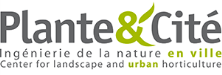 Plante&Cité
Ingénierie de la nature en ville
Center for landscape and urban horticulture